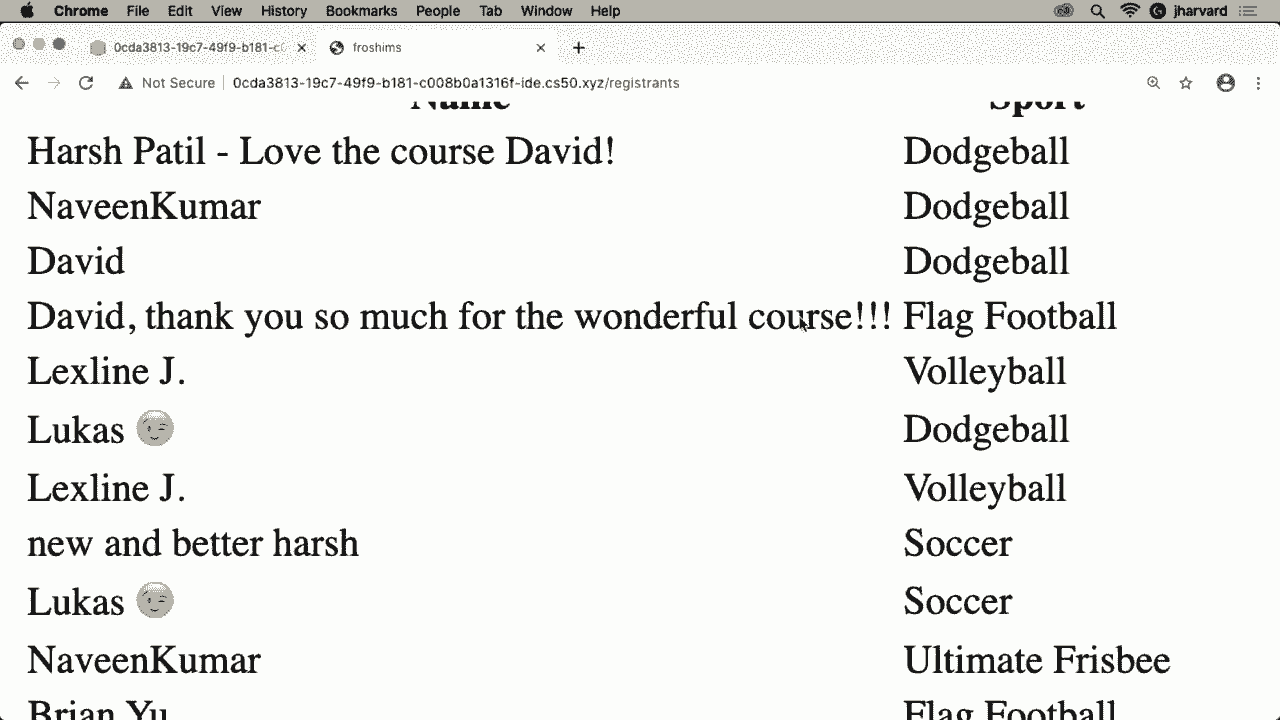 Chrome File Edit View History Bookmarks People Tab Window Help jharvard
0cda3813-19c7-49f9-b181-c0 froshims
Not Secure 0cda3813-19c7-49f9-b181-c008b0a1316f-ide.cs50.xyz/registrants
Name Sport
Harsh Patil - Love the course David! Dodgeball
NaveenKumar Dodgeball
David Dodgeball
David, thank you so much for the wonderful course!!! Flag Football
Lexline J. Volleyball
Lukas 😉 Dodgeball
Lexline J. Volleyball
new and better harsh Soccer
Lukas 😉 Soccer
NaveenKumar Ultimate Frisbee
Brian Yu Flag Football